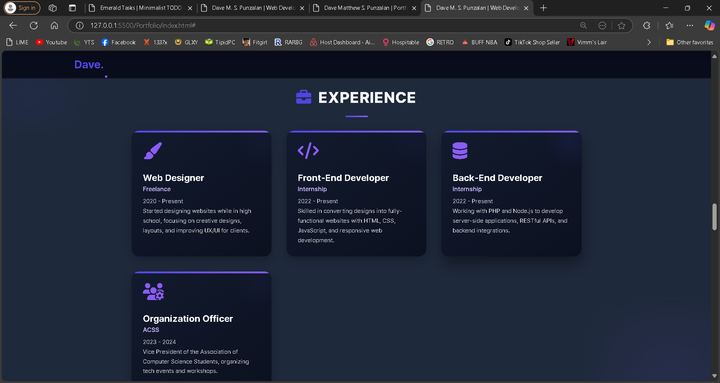 Sign in
Emerald Tasks | Minimalist TODO
Dave M. S. Punzalan | Web Devel
Dave Matthew S. Punzalan | Portf
Dave M. S. Punzalan | Web Devel
127.0.0.1:5500/Portfolio/index.html#
LIME
Youtube
YTS
Facebook
1337x
GLXY
TipidPC
Fitgirl
RARBG
Host Dashboard - Ai...
Hospitable
RETRO
BUFF NBA
TikTok Shop Seller
Vimm's Lair
Other favorites
Dave.
EXPERIENCE
Web Designer
Freelance
2020 - Present
Started designing websites while in high
school, focusing on creative designs,
layouts, and improving UX/UI for clients.
Front-End Developer
Internship
2022 - Present
Skilled in converting designs into fully-
functional websites with HTML, CSS,
JavaScript, and responsive web
development.
Back-End Developer
Internship
2022 - Present
Working with PHP and Node.js to develop
server-side applications, RESTful APIs, and
backend integrations.
Organization Officer
ACSS
2023 - 2024
Vice President of the Association of
Computer Science Students, organizing
tech events and workshops.